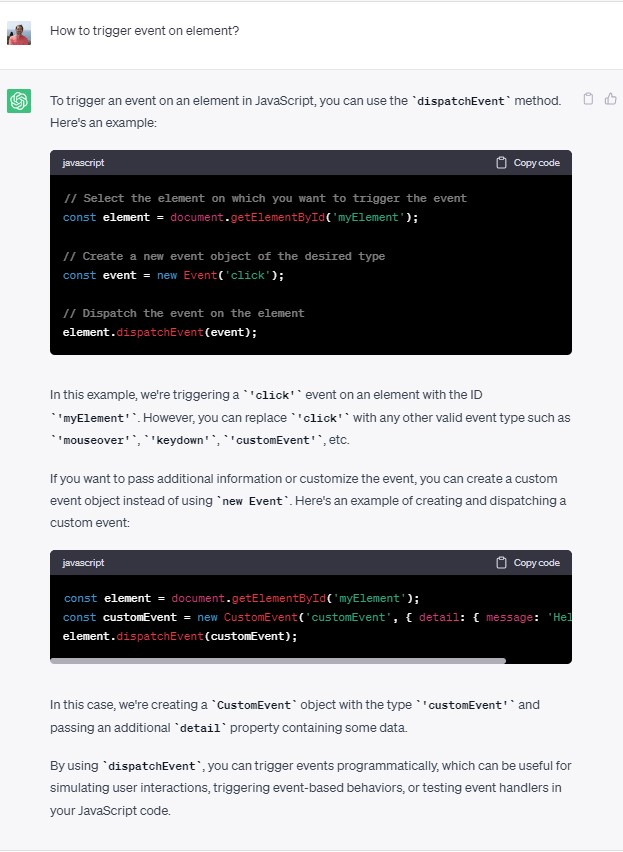 How to trigger event on element?
To trigger an event on an element in JavaScript, you can use the `dispatchEvent` method.
Here's an example:
javascript
Copy code
// Select the element on which you want to trigger the event
const element = document.getElementById('myElement');
// Create a new event object of the desired type
const event = new Event('click');
// Dispatch the event on the element
element.dispatchEvent(event);
In this example, we're triggering a `'click'` event on an element with the ID
`'myElement'`. However, you can replace `'click'` with any other valid event type such as
`'mouseover'`, `'keydown'`, `'customEvent'`, etc.
If you want to pass additional information or customize the event, you can create a custom
event object instead of using `new Event`. Here's an example of creating and dispatching a
custom event:
javascript
Copy code
const element = document.getElementById('myElement');
const customEvent = new CustomEvent('customEvent', { detail: { message: 'Hel
element.dispatchEvent(customEvent);
In this case, we're creating a `CustomEvent` object with the type `'customEvent'` and
passing an additional `detail` property containing some data.
By using `dispatchEvent`, you can trigger events programmatically, which can be useful for
simulating user interactions, triggering event-based behaviors, or testing event handlers in
your JavaScript code.